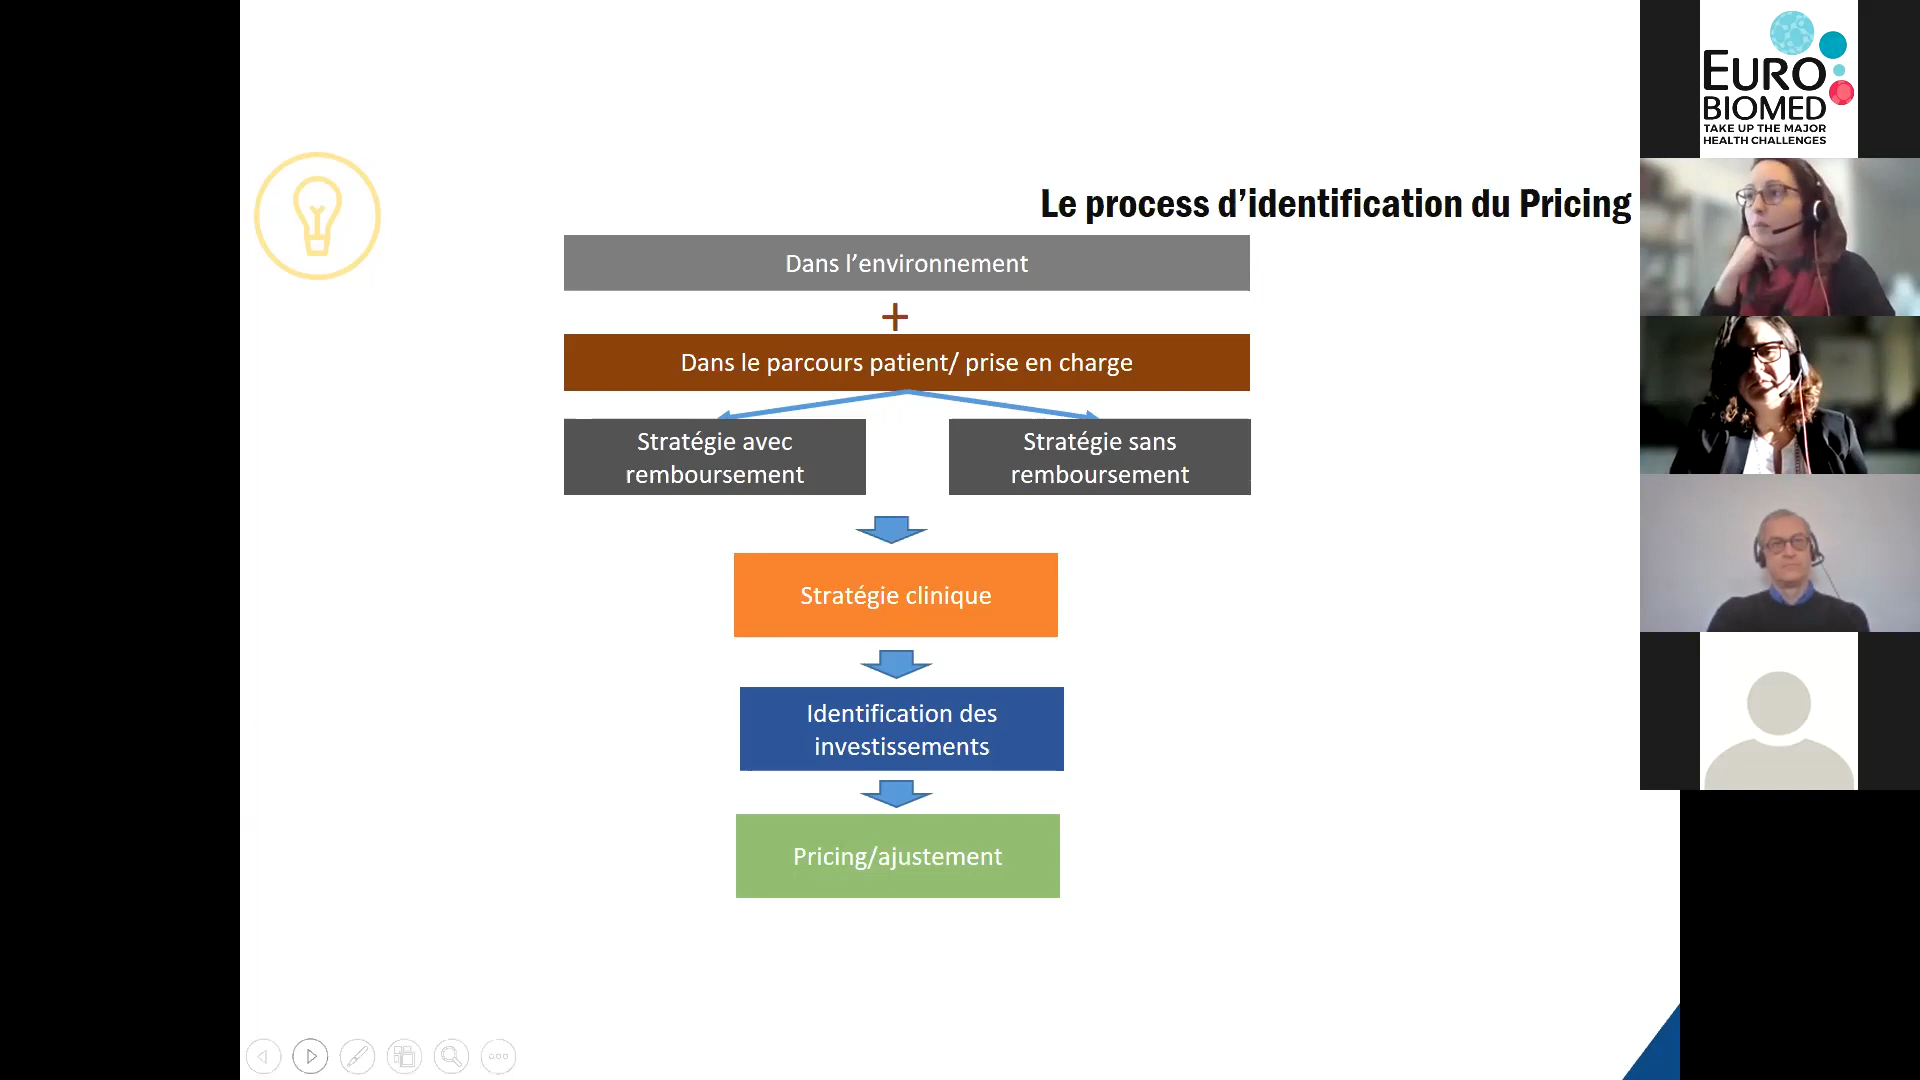 EURO
BIOMED
TAKE UP THE MAJOR
HEALTH CHALLENGES
Le process d’identification du Pricing
Dans l’environnement
+
Dans le parcours patient/ prise en charge
Stratégie avec
remboursement
Stratégie sans
remboursement
Stratégie clinique
Identification des
investissements
Pricing/ajustement